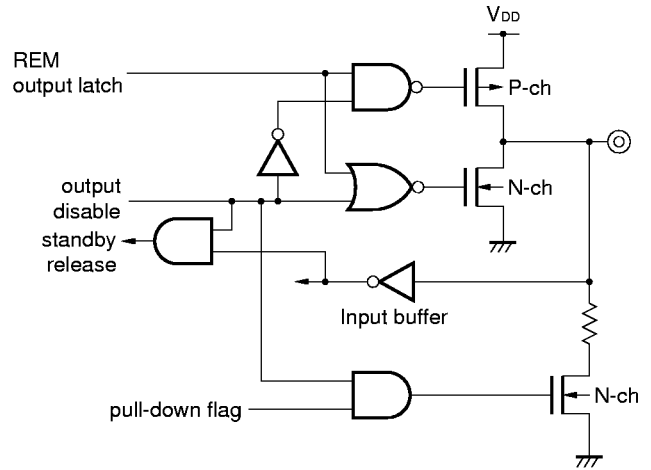 VDD
REM
output latch
P-ch
output
disable
N-ch
standby
release
Input buffer
N-ch
pull-down flag